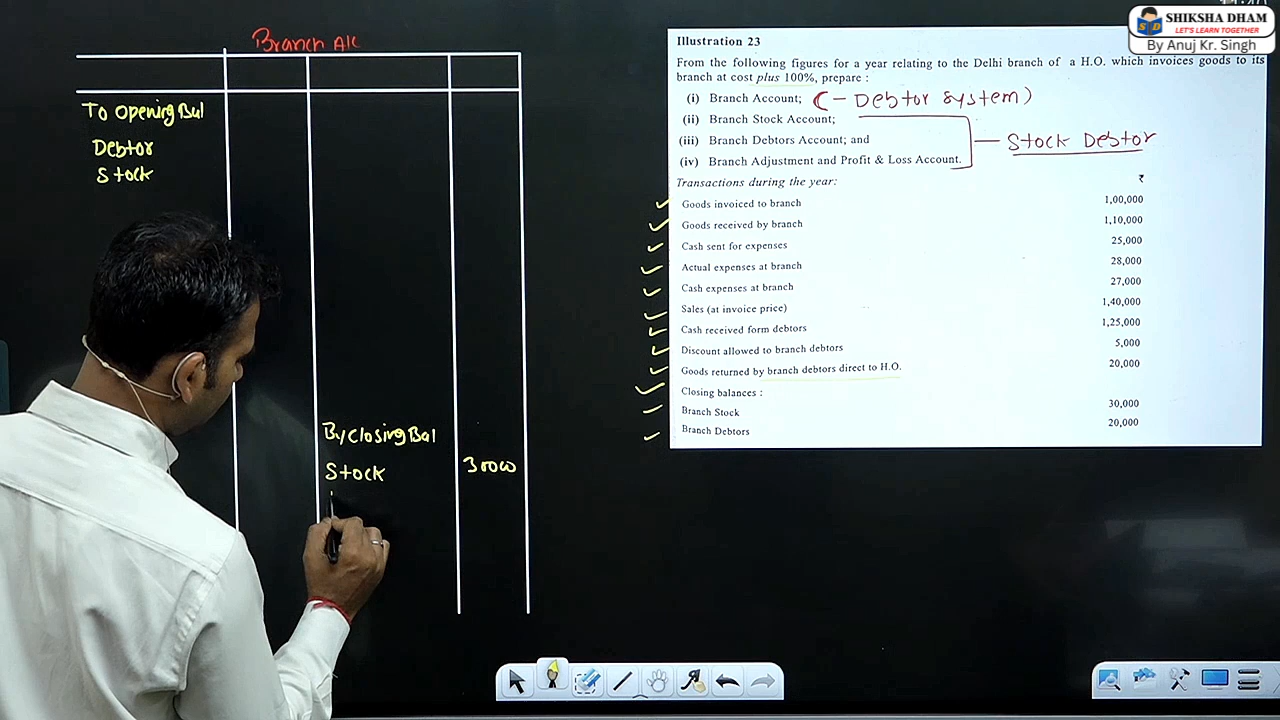 SHIKSHA DHAM
LET'S LEARN TOGETHER
By Anuj Kr. Singh
Branch A/c
To Opening Bal
Debtor
Stock
By Closing Bal
Stock 30000
Illustration 23
From the following figures for a year relating to the Delhi branch of a H.O. which invoices goods to its
branch at cost plus 100%, prepare :
(i) Branch Account; (- Debtor System)
(ii) Branch Stock Account;
(iii) Branch Debtors Account; and
(iv) Branch Adjustment and Profit & Loss Account.
Stock Debtor
Transactions during the year: ₹
Goods invoiced to branch 1,00,000
Goods received by branch 1,10,000
Cash sent for expenses 25,000
Actual expenses at branch 28,000
Cash expenses at branch 27,000
Sales (at invoice price) 1,40,000
Cash received form debtors 1,25,000
Discount allowed to branch debtors 5,000
Goods returned by branch debtors direct to H.O. 20,000
Closing balances :
Branch Stock 30,000
Branch Debtors 20,000